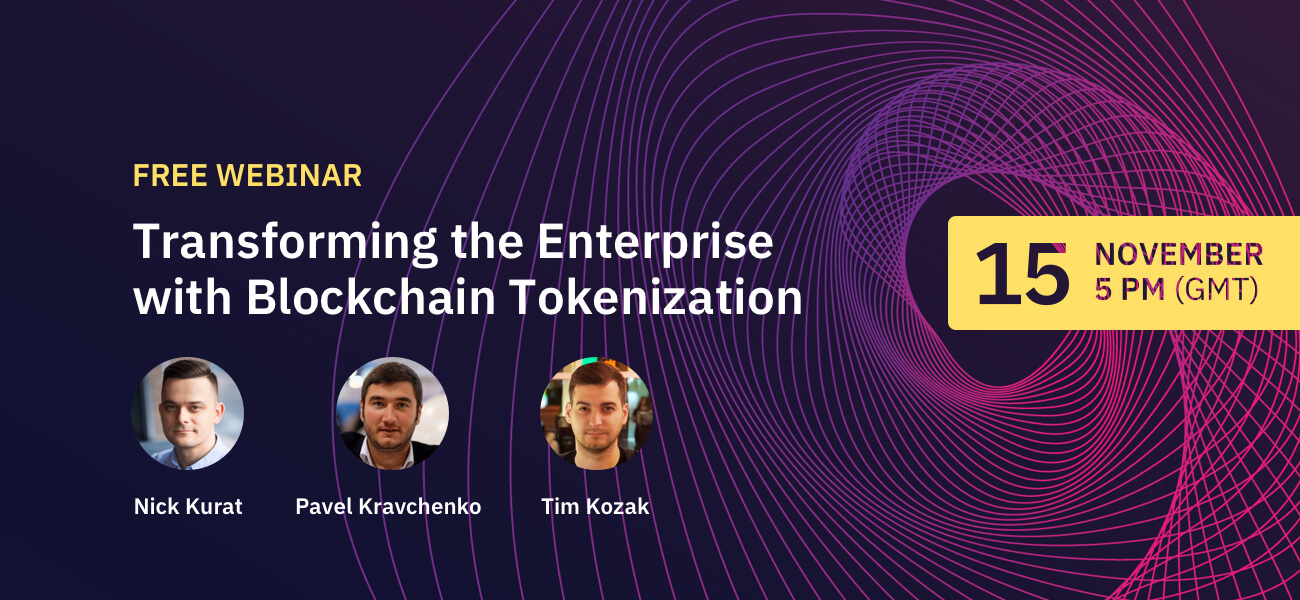 FREE WEBINAR
Transforming the Enterprise
with Blockchain Tokenization
15
NOVEMBER
5 PM (GMT)
Nick Kurat
Pavel Kravchenko
Tim Kozak